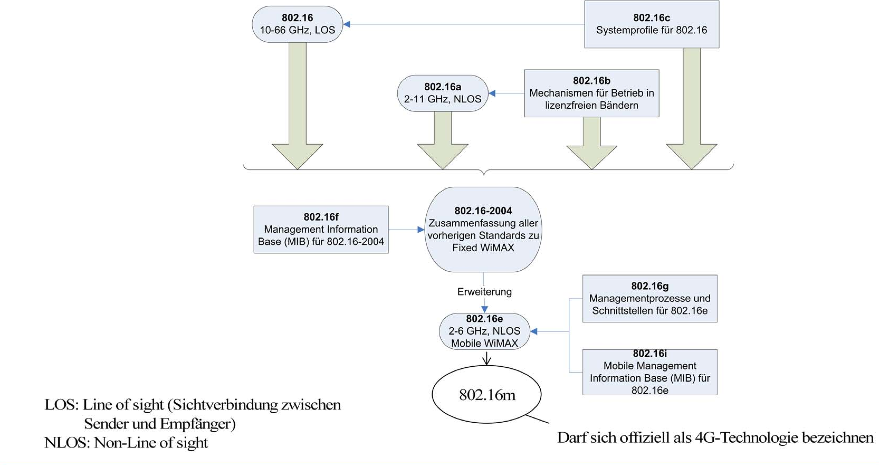 802.16
10-66 GHz, LOS
802.16c
Systemprofile für 802.16
802.16a
2-11 GHz, NLOS
802.16b
Mechanismen für Betrieb in
lizenzfreien Bändern
802.16f
Management Information
Base (MIB) für 802.16-2004
802.16-2004
Zusammenfassung aller
vorherigen Standards zu
Fixed WiMAX
Erweiterung
802.16e
2-6 GHz, NLOS
Mobile WiMAX
802.16g
Managementprozesse und
Schnittstellen für 802.16e
802.16i
Mobile Management
Information Base (MIB) für
802.16e
802.16m
LOS: Line of sight (Sichtverbindung zwischen
Sender und Empfänger)
NLOS: Non-Line of sight
Darf sich offiziell als 4G-Technologie bezeichnen